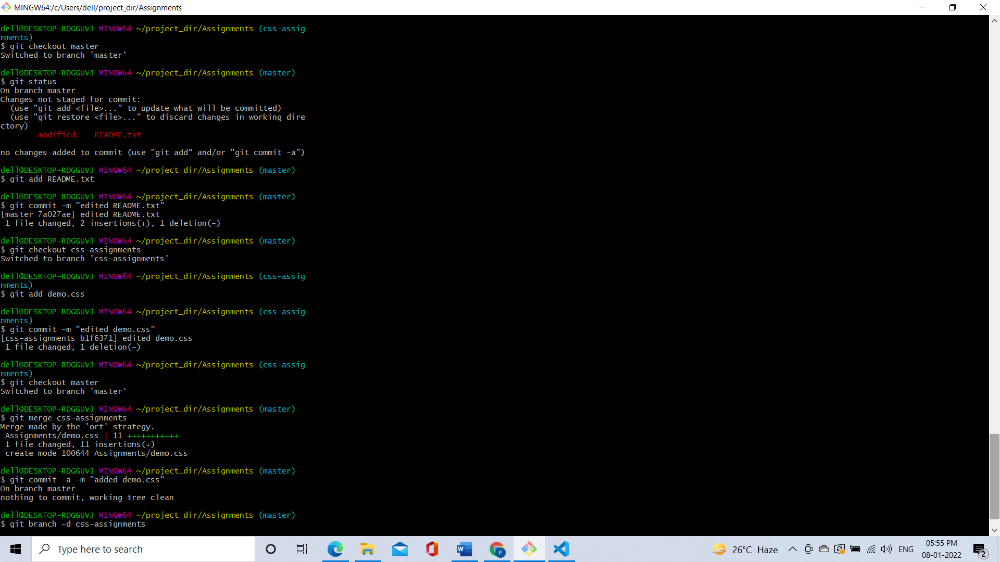 MINGW64:/c/Users/dell/project_dir/Assignments
dell@DESKTOP-RDGGUVJ MINGW64 ~/project_dir/Assignments (css-assig
nments)
$ git checkout master
Switched to branch 'master'
dell@DESKTOP-RDGGUVJ MINGW64 ~/project_dir/Assignments (master)
$ git status
On branch master
Changes not staged for commit:
  (use "git add <file>..." to update what will be committed)
  (use "git restore <file>..." to discard changes in working dire
ctory)
        modified:   README.txt
no changes added to commit (use "git add" and/or "git commit -a")
dell@DESKTOP-RDGGUVJ MINGW64 ~/project_dir/Assignments (master)
$ git add README.txt
dell@DESKTOP-RDGGUVJ MINGW64 ~/project_dir/Assignments (master)
$ git commit -m "edited README.txt"
[master 7a027ae] edited README.txt
 1 file changed, 2 insertions(+), 1 deletion(-)
dell@DESKTOP-RDGGUVJ MINGW64 ~/project_dir/Assignments (master)
$ git checkout css-assignments
Switched to branch 'css-assignments'
dell@DESKTOP-RDGGUVJ MINGW64 ~/project_dir/Assignments (css-assig
nments)
$ git add demo.css
dell@DESKTOP-RDGGUVJ MINGW64 ~/project_dir/Assignments (css-assig
nments)
$ git commit -m "edited demo.css"
[css-assignments b1f6371] edited demo.css
 1 file changed, 1 deletion(-)
dell@DESKTOP-RDGGUVJ MINGW64 ~/project_dir/Assignments (css-assig
nments)
$ git checkout master
Switched to branch 'master'
dell@DESKTOP-RDGGUVJ MINGW64 ~/project_dir/Assignments (master)
$ git merge css-assignments
Merge made by the 'ort' strategy.
 Assignments/demo.css | 11 +++++++++++
 1 file changed, 11 insertions(+)
 create mode 100644 Assignments/demo.css
dell@DESKTOP-RDGGUVJ MINGW64 ~/project_dir/Assignments (master)
$ git commit -a -m "added demo.css"
On branch master
nothing to commit, working tree clean
dell@DESKTOP-RDGGUVJ MINGW64 ~/project_dir/Assignments (master)
$ git branch -d css-assignments
Type here to search
26°C Haze
ENG
05:55 PM
08-01-2022
2